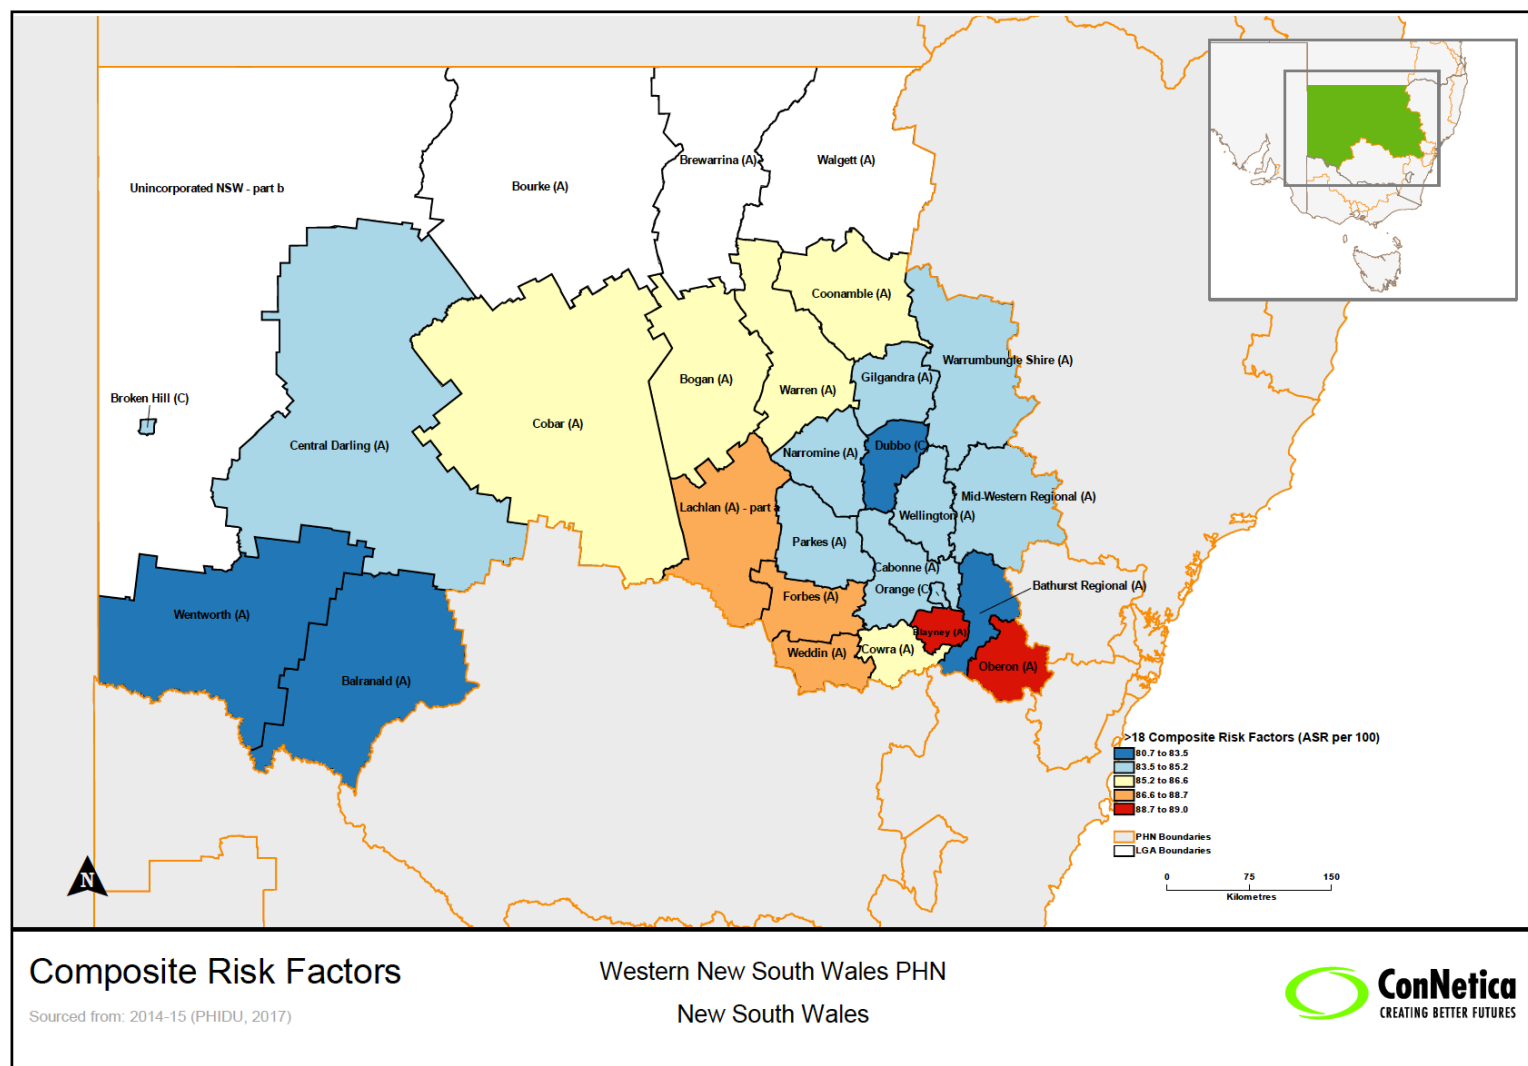 Unincorporated NSW - part b
Bourke (A)
Brewarrina (A)
Walgett (A)
Coonamble (A)
Warrumbungle Shire (A)
Gilgandra (A)
Bogan (A)
Warren (A)
Broken Hill (C)
Cobar (A)
Central Darling (A)
Narromine (A)
Dubbo (C)
Mid-Western Regional (A)
Lachlan (A) - part a
Wellington (A)
Parkes (A)
Cabonne (A)
Orange (C)
Bathurst Regional (A)
Forbes (A)
Wentworth (A)
Blayney (A)
Weddin (A)
Cowra (A)
Oberon (A)
Balranald (A)
>18 Composite Risk Factors (ASR per 100)
80.7 to 83.5
83.5 to 85.2
85.2 to 86.6
86.6 to 88.7
88.7 to 89.0
PHN Boundaries
LGA Boundaries
0 75 150
Kilometres
N
Composite Risk Factors
Sourced from: 2014-15 (PHIDU, 2017)
Western New South Wales PHN
New South Wales
ConNetica
CREATING BETTER FUTURES